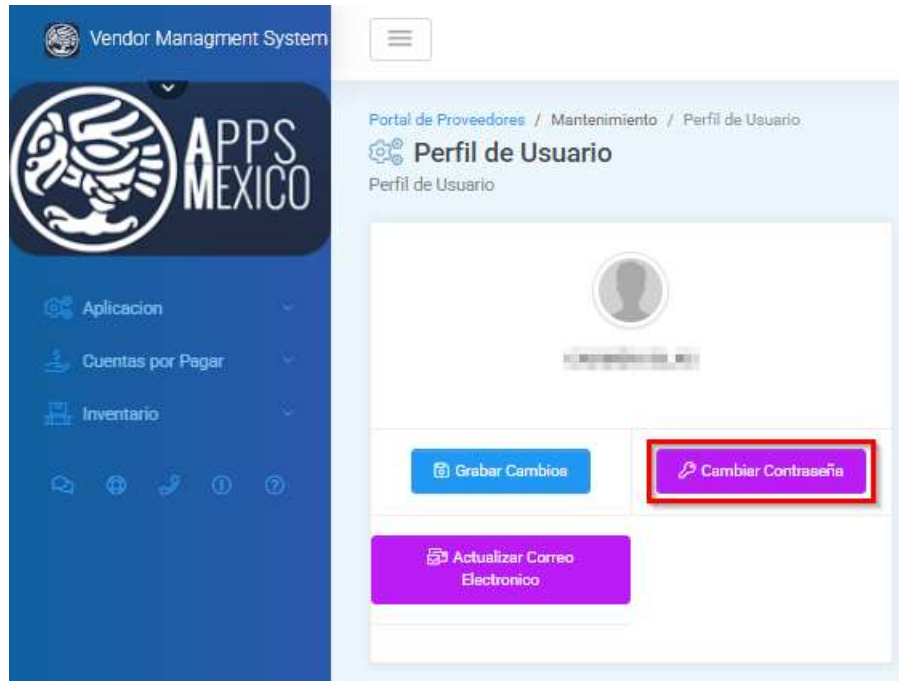 Vendor Managment System
APPS
MEXICO
Aplicacion
Cuentas por Pagar
Inventario
Portal de Proveedores / Mantenimiento / Perfil de Usuario
Perfil de Usuario
Perfil de Usuario
Grabar Cambios
Cambiar Contraseña
Actualizar Correo
Electronico